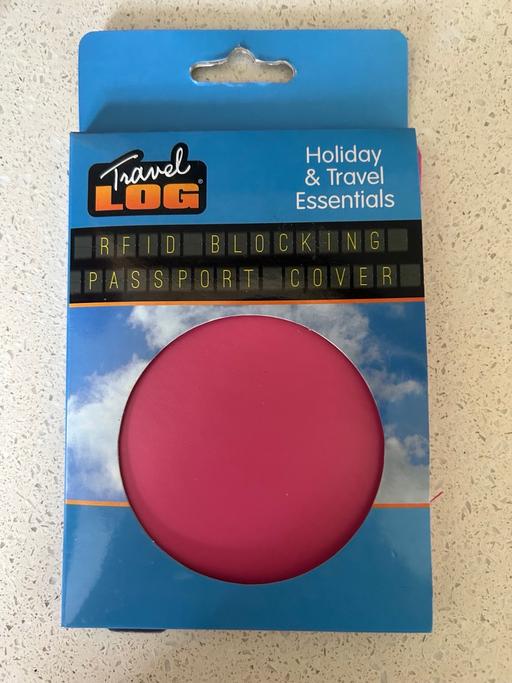 Travel
LOG®
Holiday
& Travel
Essentials
RFID BLOCKING
PASSPORT COVER